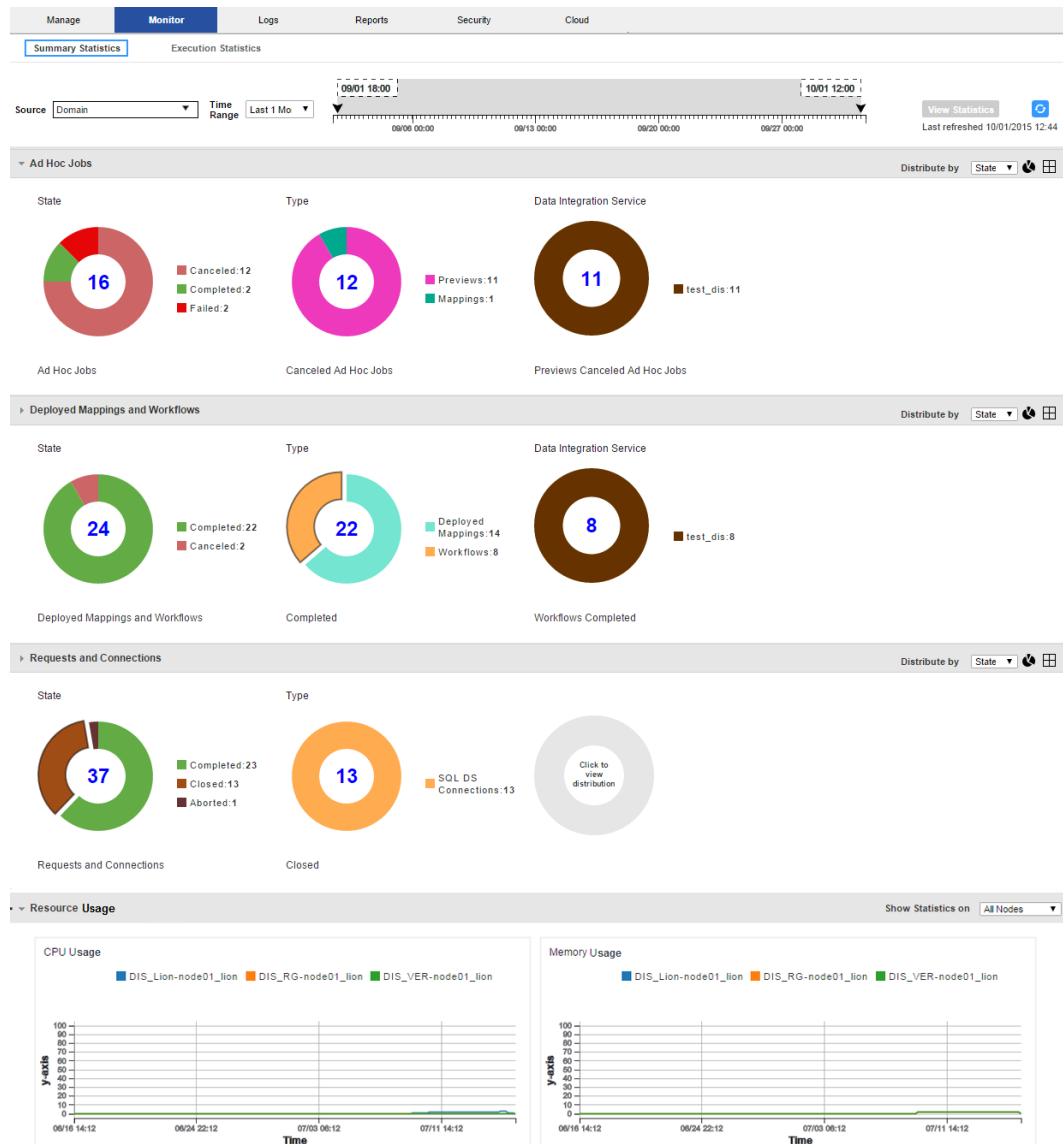 Manage Monitor Logs Reports Security Cloud
Summary Statistics Execution Statistics
09/01 18:00 10/01 12:00
Source Domain Time Range Last 1 Mo View Statistics
09/06 00:00 09/13 00:00 09/20 00:00 09/27 00:00 Last refreshed 10/01/2015 12:44
Ad Hoc Jobs Distribute by State
State Type Data Integration Service
16 12 11
Canceled:12
Completed:2
Failed:2
Previews:11
Mappings:1
test_dis:11
Ad Hoc Jobs Canceled Ad Hoc Jobs Previews Canceled Ad Hoc Jobs
Deployed Mappings and Workflows Distribute by State
State Type Data Integration Service
24 22 8
Completed:22
Canceled:2
Deployed
Mappings:14
Workflows:8
test_dis:8
Deployed Mappings and Workflows Completed Workflows Completed
Requests and Connections Distribute by State
State Type
37 13
Completed:23
Closed:13
Aborted:1
SQL DS
Connections:13
Click to
view
distribution
Requests and Connections Closed
Resource Usage Show Statistics on All Nodes
CPU Usage
DIS_Lion-node01_lion DIS_RG-node01_lion DIS_VER-node01_lion
y-axis
100
90
80
70
60
50
40
30
20
10
0
06/16 14:12 06/24 22:12 07/03 06:12 07/11 14:12
Time
Memory Usage
DIS_Lion-node01_lion DIS_RG-node01_lion DIS_VER-node01_lion
y-axis
100
90
80
70
60
50
40
30
20
10
0
06/16 14:12 06/24 22:12 07/03 06:12 07/11 14:12
Time